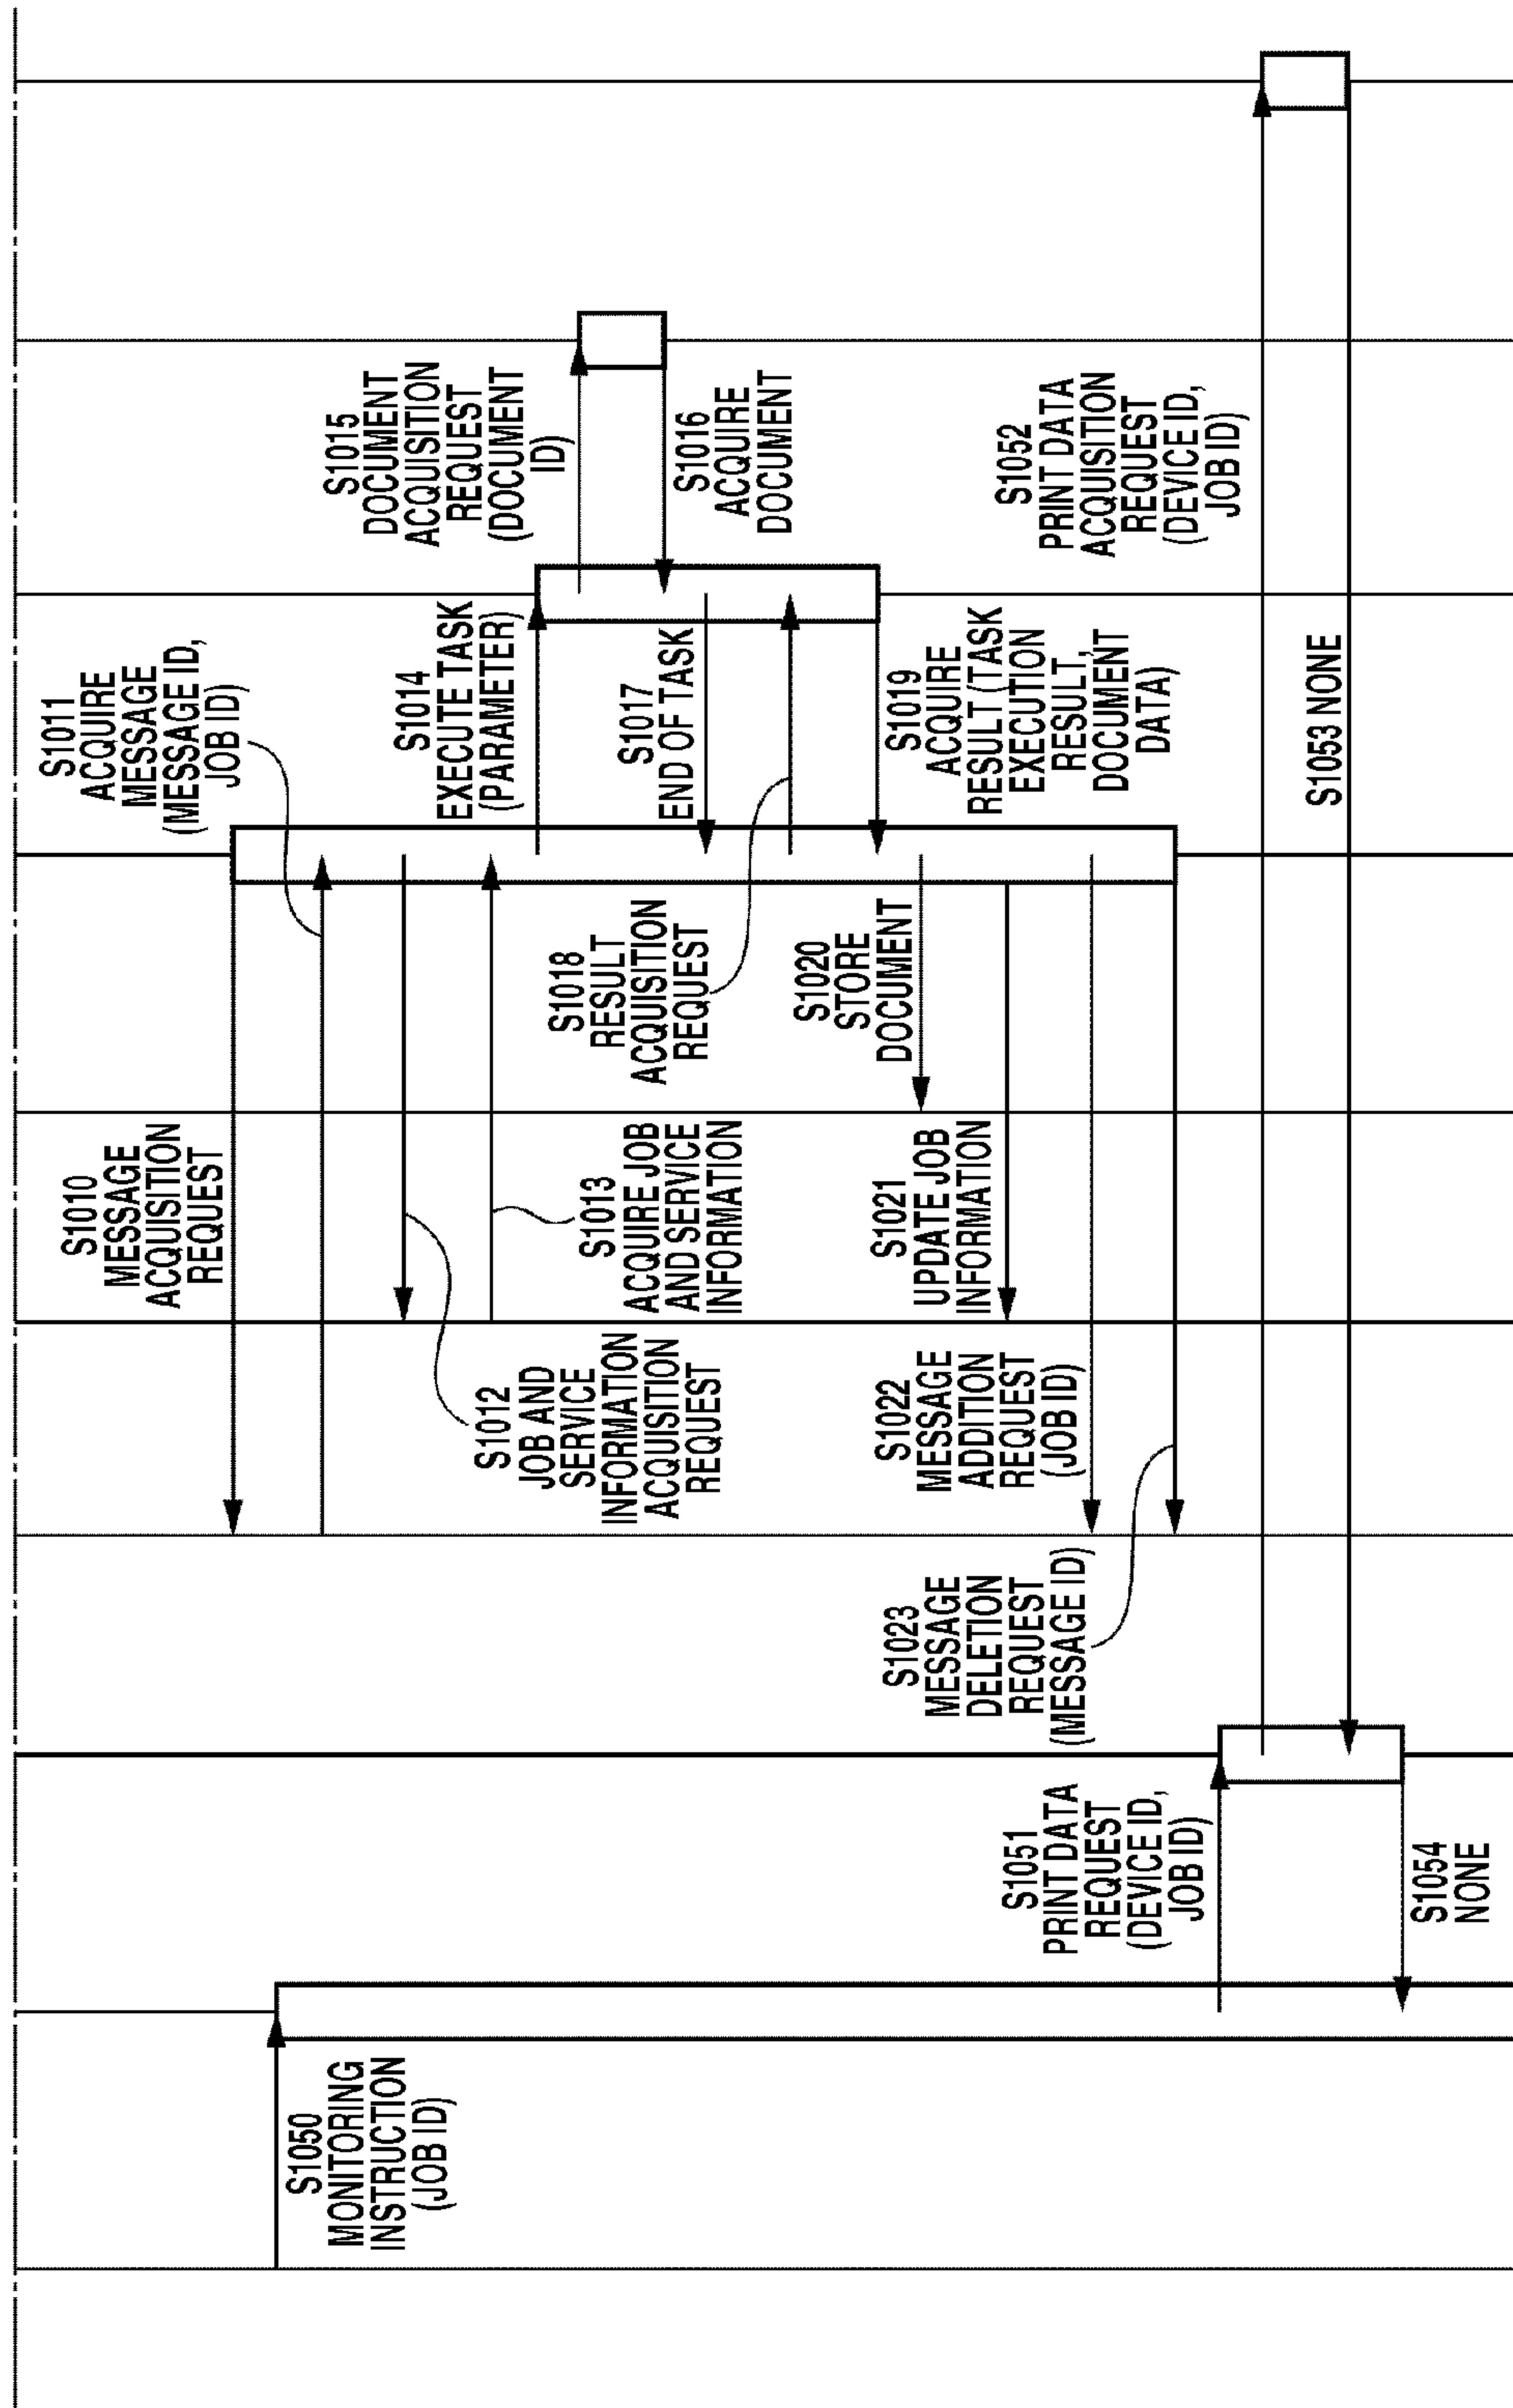 S1050
MONITORING
INSTRUCTION
(JOB ID)
S1010
MESSAGE
ACQUISITION
REQUEST
S1011
ACQUIRE
MESSAGE
(MESSAGE ID,
JOB ID)
S1012
JOB AND
SERVICE
INFORMATION
ACQUISITION
REQUEST
S1013
ACQUIRE JOB
AND SERVICE
INFORMATION
S1014
EXECUTE TASK
(PARAMETER)
S1015
DOCUMENT
ACQUISITION
REQUEST
(DOCUMENT
ID)
S1016
ACQUIRE
DOCUMENT
S1017
END OF TASK
S1018
RESULT
ACQUISITION
REQUEST
S1019
ACQUIRE
RESULT (TASK
EXECUTION
RESULT,
DOCUMENT
DATA)
S1020
STORE
DOCUMENT
S1021
UPDATE JOB
INFORMATION
S1022
MESSAGE
ADDITION
REQUEST
(JOB ID)
S1023
MESSAGE
DELETION
REQUEST
(MESSAGE ID)
S1051
PRINT DATA
REQUEST
(DEVICE ID,
JOB ID)
S1052
PRINT DATA
ACQUISITION
REQUEST
(DEVICE ID,
JOB ID)
S1053 NONE
S1054
NONE